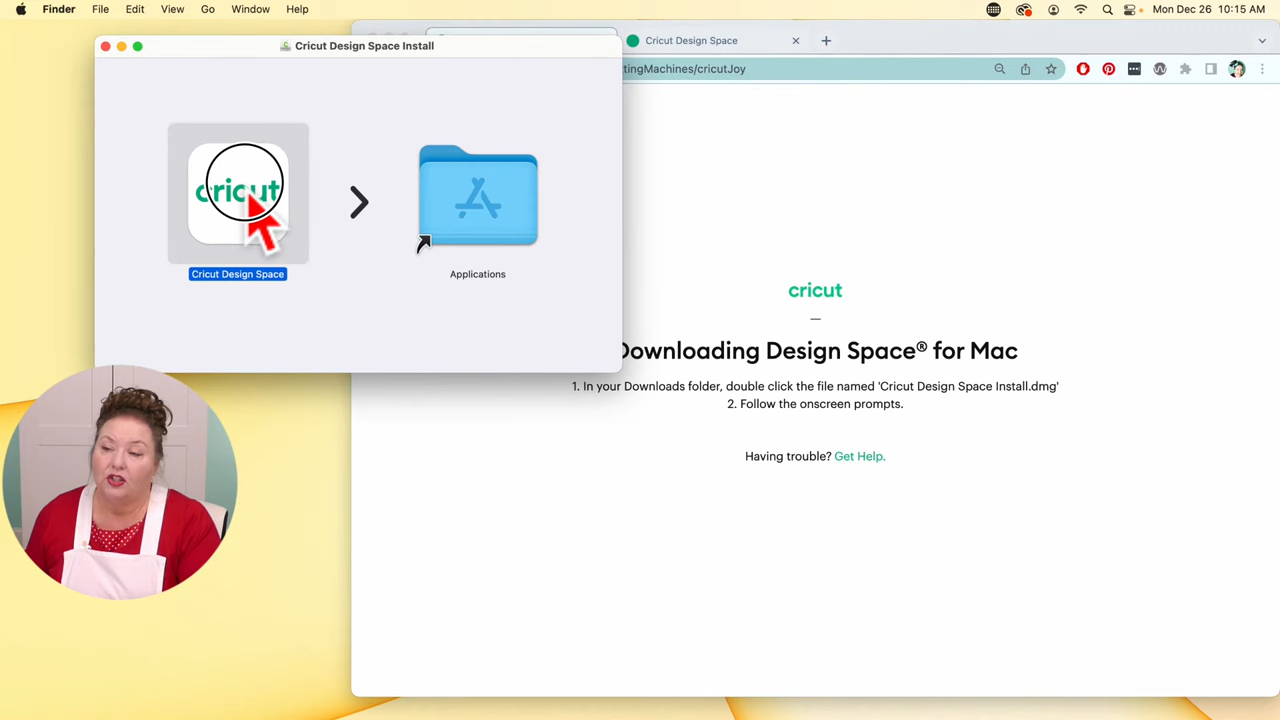 Finder File Edit View Go Window Help
Mon Dec 26 10:15 AM
Cricut Design Space Install
Cricut Design Space
tingMachines/cricutJoy
cricut
Cricut Design Space
Applications
cricut
Downloading Design Space® for Mac
1. In your Downloads folder, double click the file named 'Cricut Design Space Install.dmg'
2. Follow the onscreen prompts.
Having trouble? Get Help.